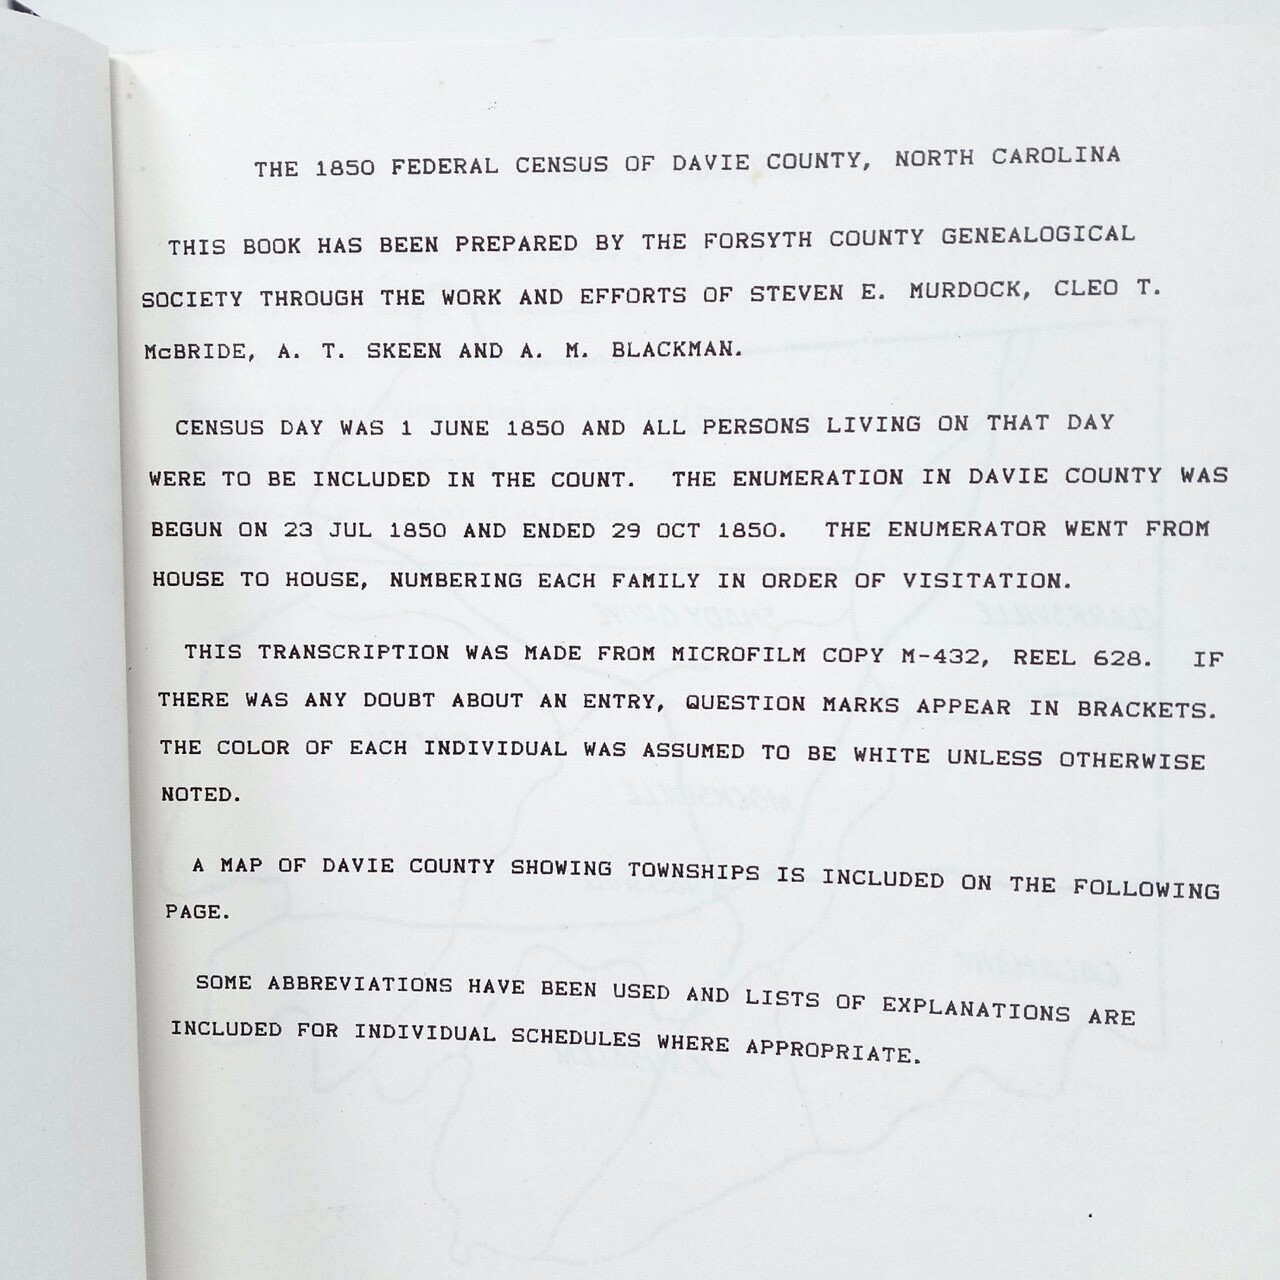 THE 1850 FEDERAL CENSUS OF DAVIE COUNTY, NORTH CAROLINA
THIS BOOK HAS BEEN PREPARED BY THE FORSYTH COUNTY GENEALOGICAL
SOCIETY THROUGH THE WORK AND EFFORTS OF STEVEN E. MURDOCK, CLEO T.
McBRIDE, A. T. SKEEN AND A. M. BLACKMAN.
CENSUS DAY WAS 1 JUNE 1850 AND ALL PERSONS LIVING ON THAT DAY
WERE TO BE INCLUDED IN THE COUNT. THE ENUMERATION IN DAVIE COUNTY WAS
BEGUN ON 23 JUL 1850 AND ENDED 29 OCT 1850. THE ENUMERATOR WENT FROM
HOUSE TO HOUSE, NUMBERING EACH FAMILY IN ORDER OF VISITATION.
THIS TRANSCRIPTION WAS MADE FROM MICROFILM COPY M-432, REEL 628. IF
THERE WAS ANY DOUBT ABOUT AN ENTRY, QUESTION MARKS APPEAR IN BRACKETS.
THE COLOR OF EACH INDIVIDUAL WAS ASSUMED TO BE WHITE UNLESS OTHERWISE
NOTED.
A MAP OF DAVIE COUNTY SHOWING TOWNSHIPS IS INCLUDED ON THE FOLLOWING
PAGE.
SOME ABBREVIATIONS HAVE BEEN USED AND LISTS OF EXPLANATIONS ARE
INCLUDED FOR INDIVIDUAL SCHEDULES WHERE APPROPRIATE.